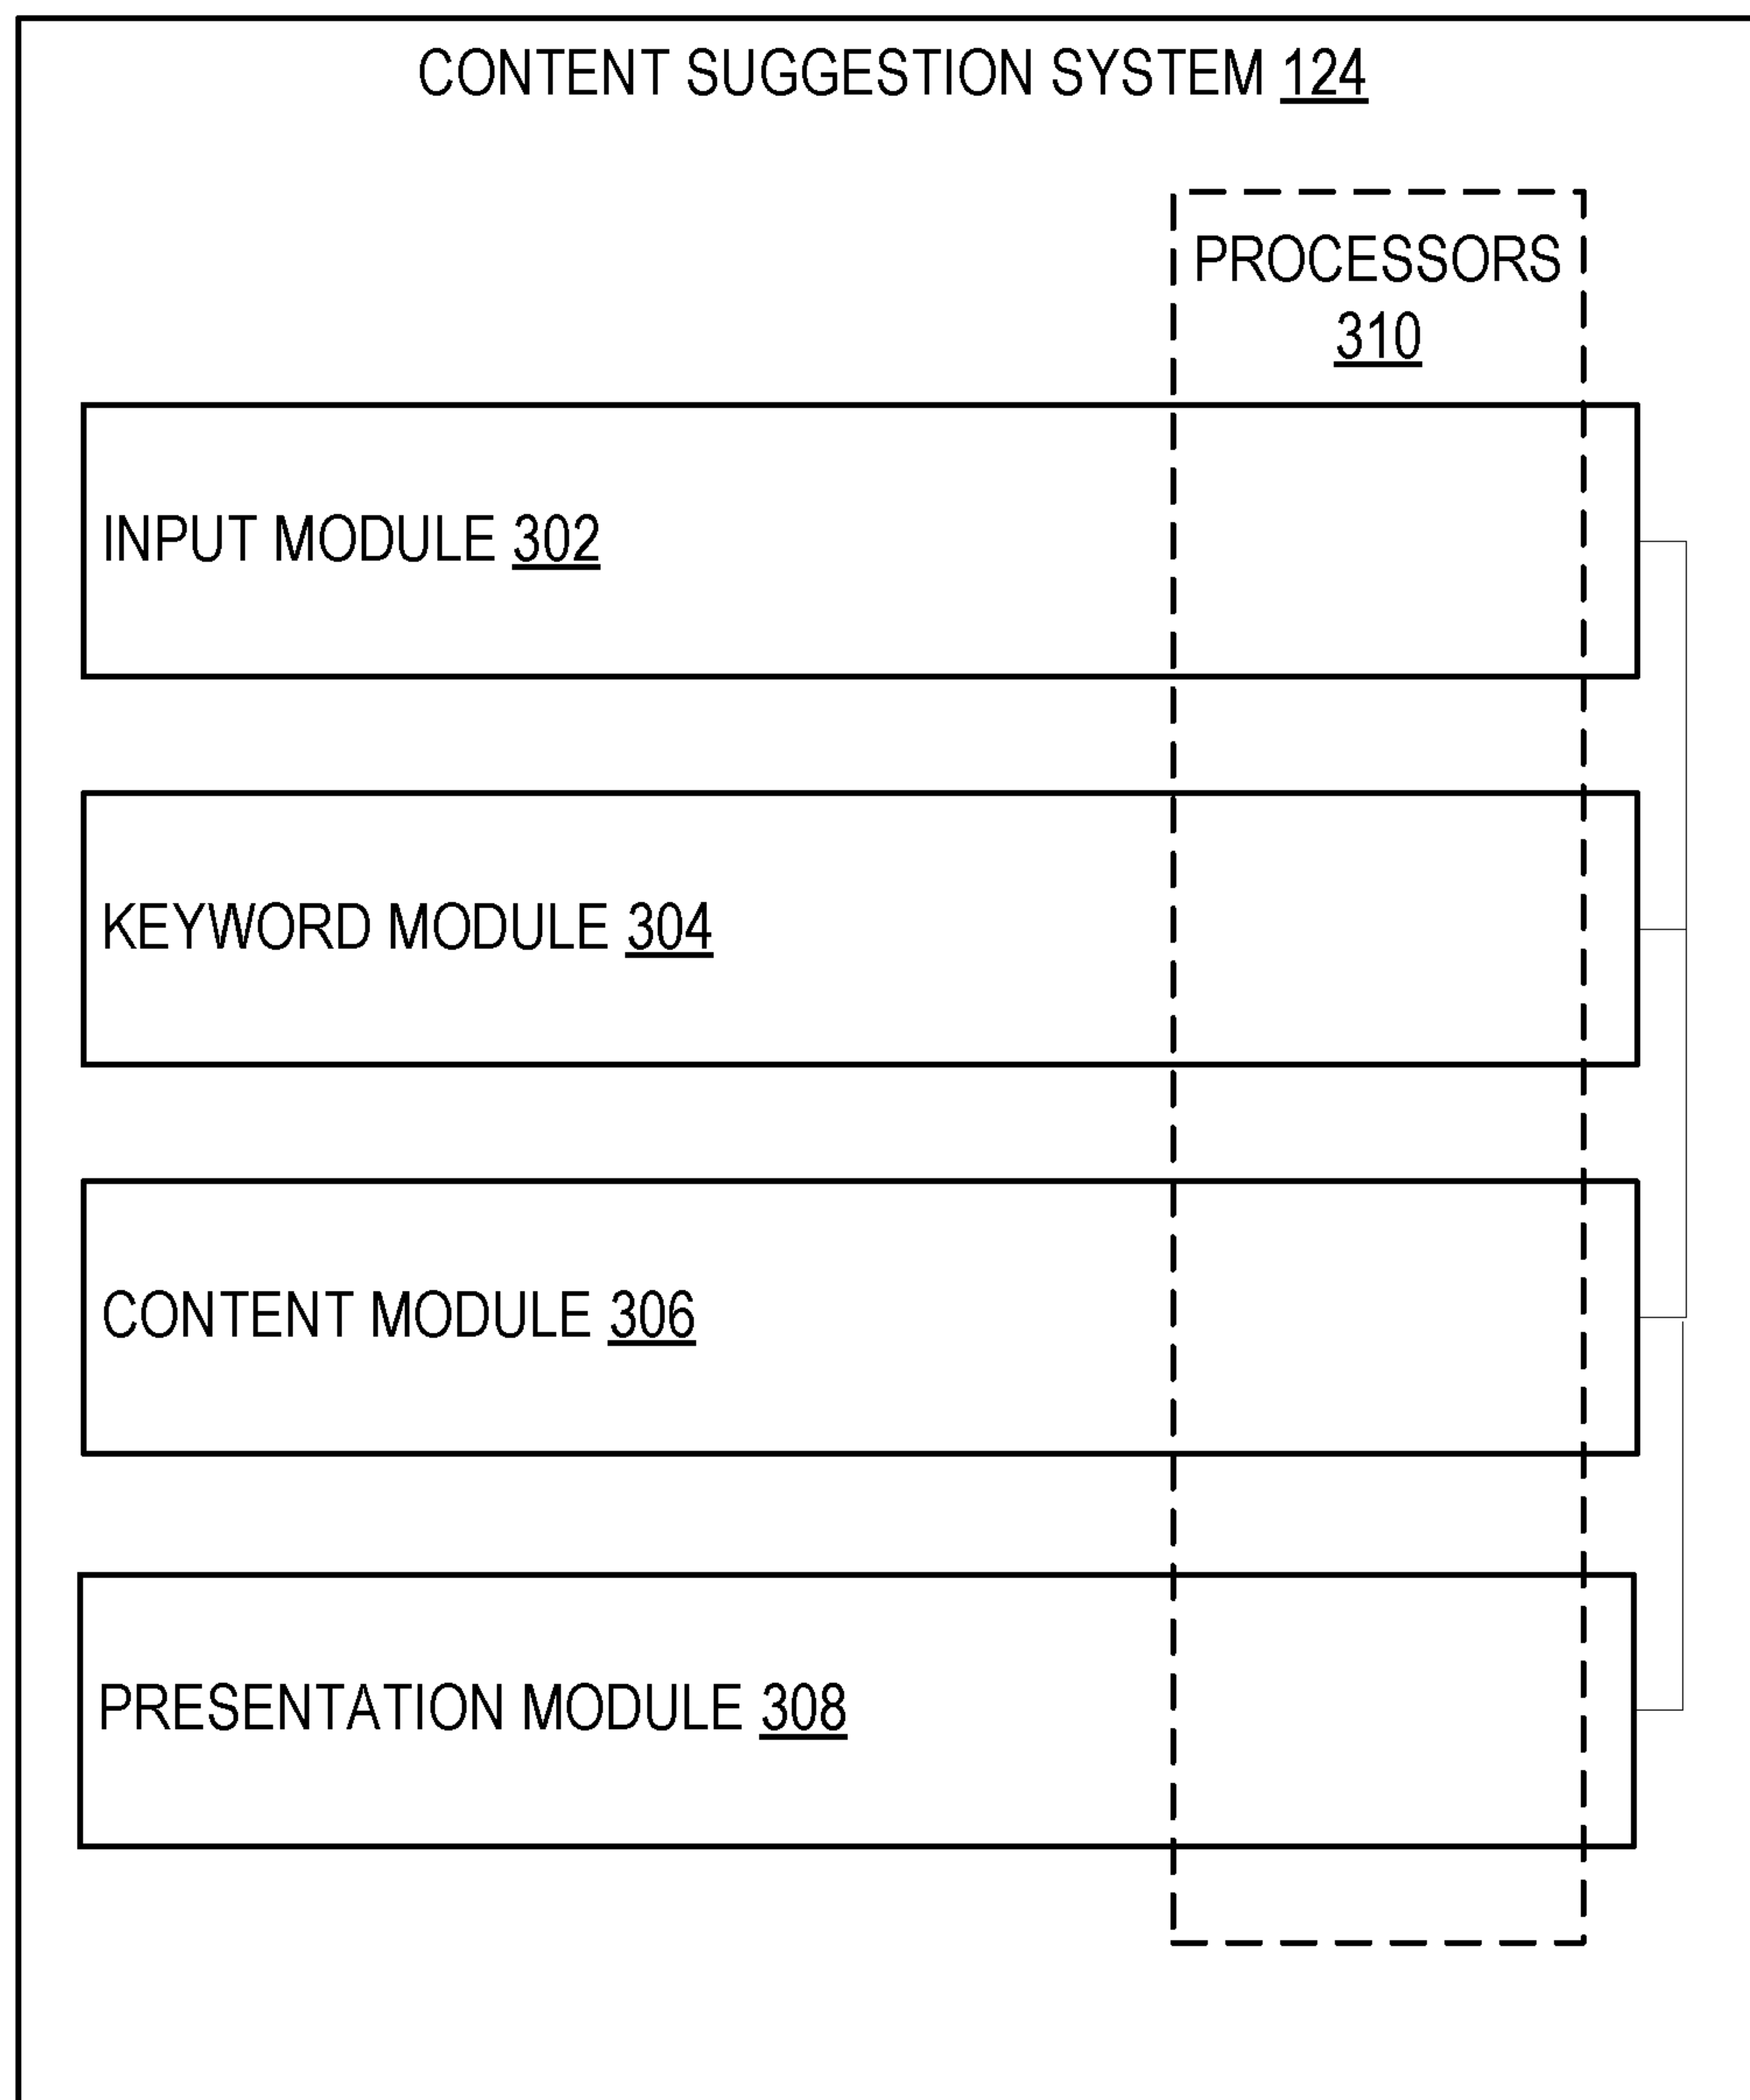 CONTENT SUGGESTION SYSTEM 124
PROCESSORS
310
INPUT MODULE 302
KEYWORD MODULE 304
CONTENT MODULE 306
PRESENTATION MODULE 308